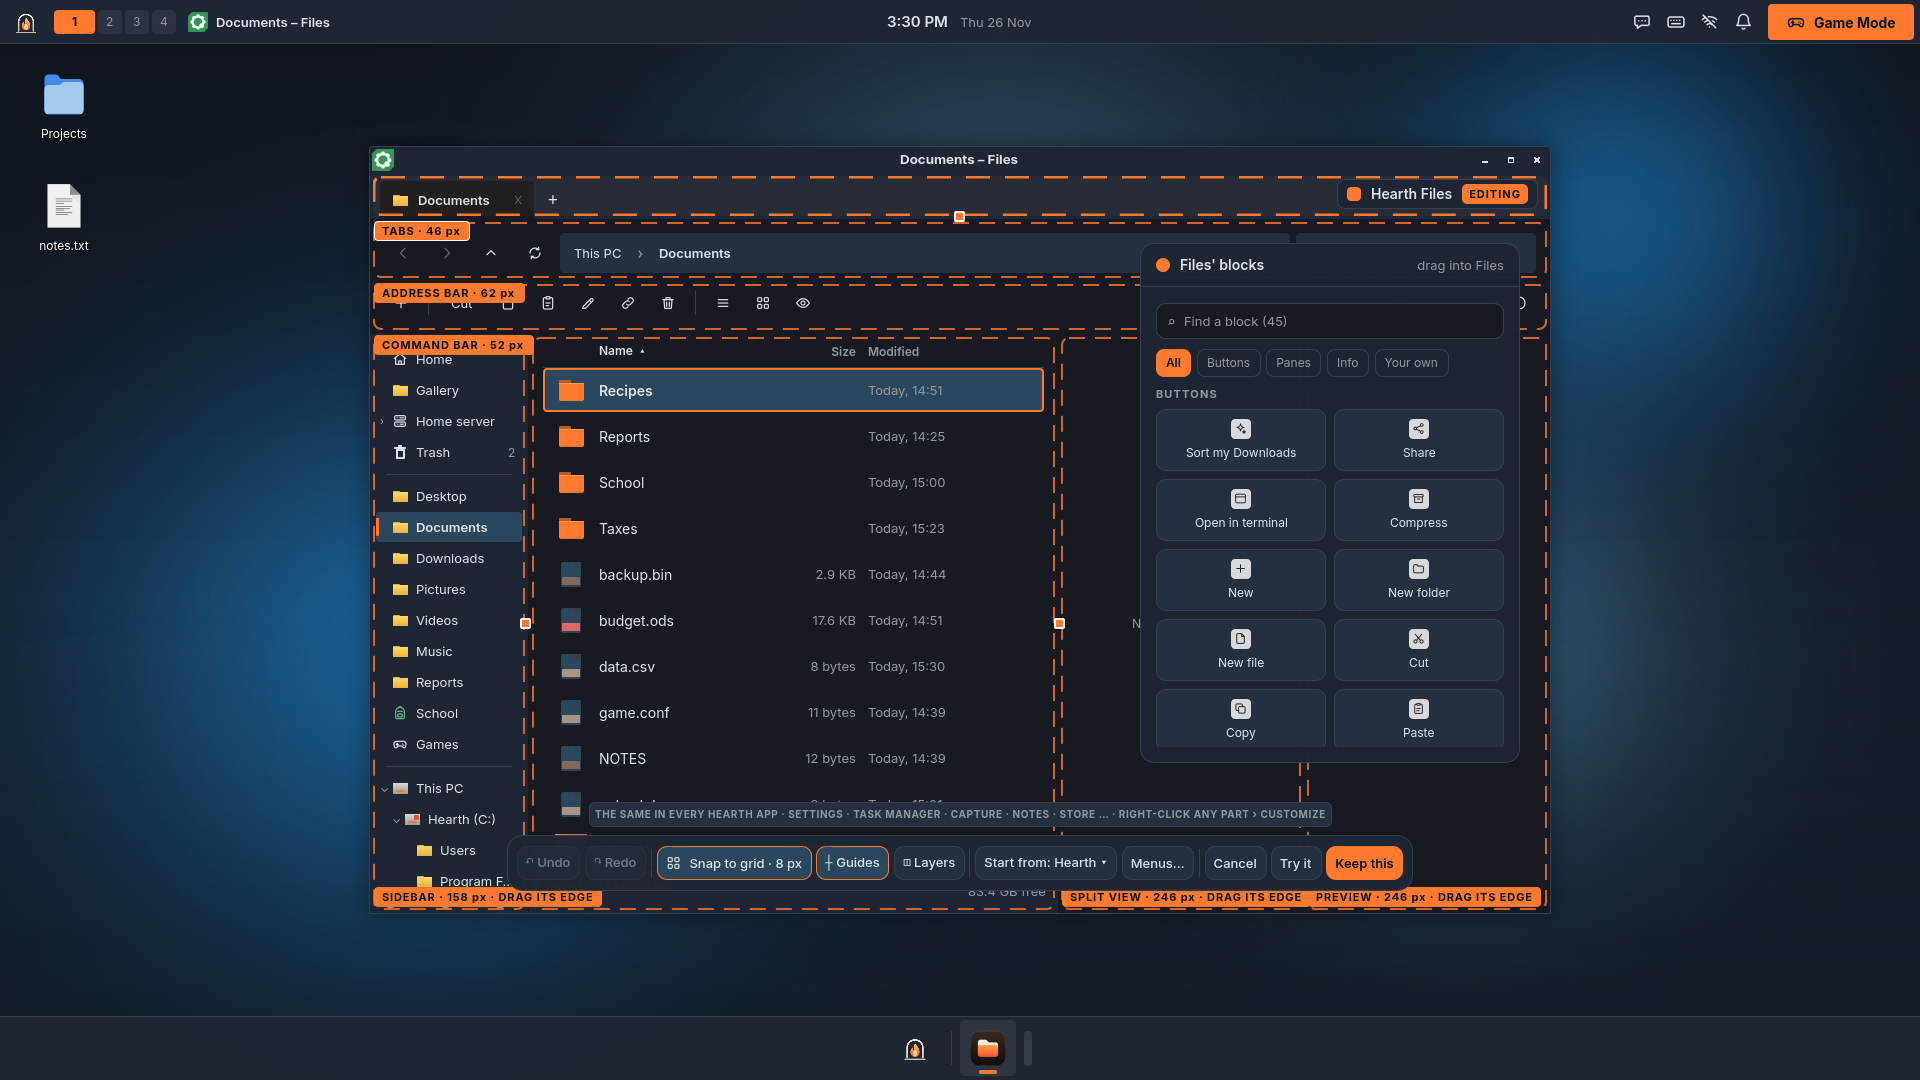 1 2 3 4 Documents – Files
3:30 PM Thu 26 Nov
Game Mode
Projects
notes.txt
Documents – Files
Documents X +
Hearth Files EDITING
TABS · 46 px
This PC › Documents
ADDRESS BAR · 62 px
Cut
COMMAND BAR · 52 px
Home
Gallery
Home server
Trash 2
Desktop
Documents
Downloads
Pictures
Videos
Music
Reports
School
Games
This PC
Hearth (C:)
Users
Program F...
SIDEBAR · 158 px · DRAG ITS EDGE
Name Size Modified
Recipes Today, 14:51
Reports Today, 14:25
School Today, 15:00
Taxes Today, 15:23
backup.bin 2.9 KB Today, 14:44
budget.ods 17.6 KB Today, 14:51
data.csv 8 bytes Today, 15:30
game.conf 11 bytes Today, 14:39
NOTES 12 bytes Today, 14:39
Files' blocks drag into Files
Find a block (45)
All Buttons Panes Info Your own
BUTTONS
Sort my Downloads Share
Open in terminal Compress
New New folder
New file Cut
Copy Paste
THE SAME IN EVERY HEARTH APP · SETTINGS · TASK MANAGER · CAPTURE · NOTES · STORE ... · RIGHT-CLICK ANY PART › CUSTOMIZE
Undo Redo Snap to grid · 8 px Guides Layers Start from: Hearth Menus... Cancel Try it Keep this
83.4 GB free
SPLIT VIEW · 246 px · DRAG ITS EDGE
PREVIEW · 246 px · DRAG ITS EDGE